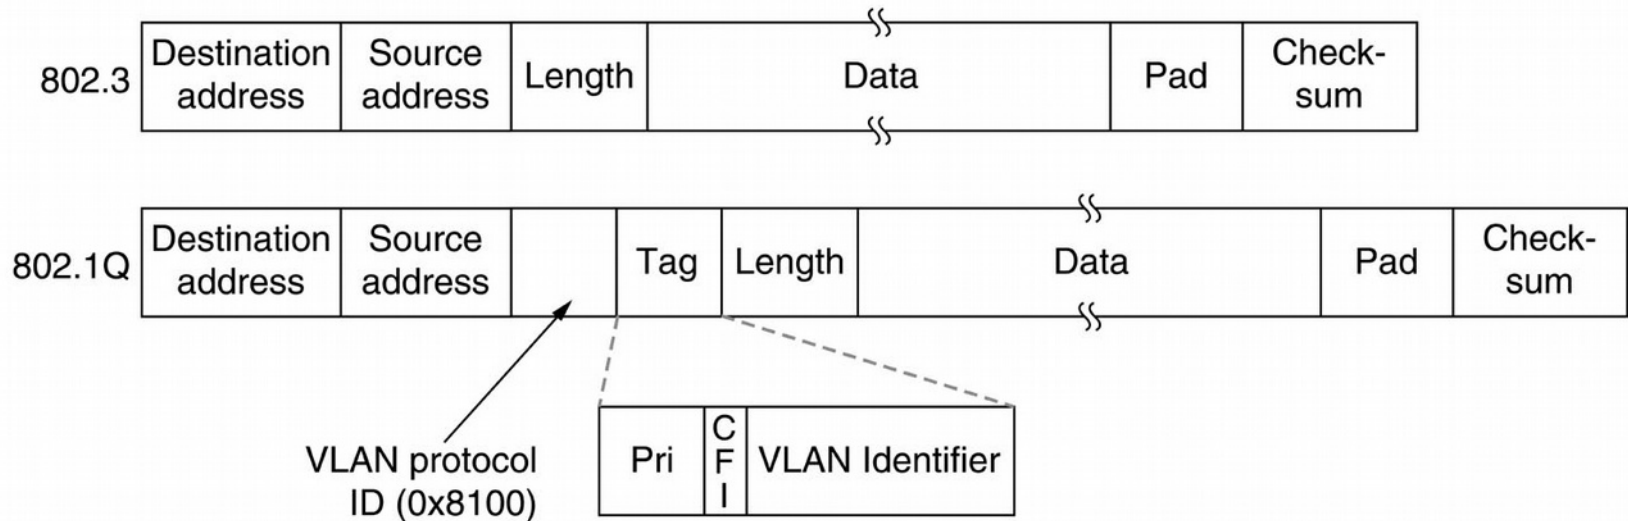 802.3
Destination
address
Source
address
Length
Data
Pad
Check-
sum
802.1Q
Destination
address
Source
address
Tag
Length
Data
Pad
Check-
sum
VLAN protocol
ID (0x8100)
Pri
C
F
I
VLAN Identifier